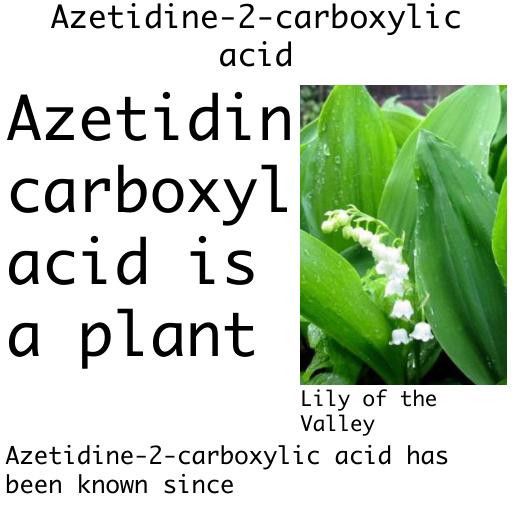 Azetidine-2-carboxylic
acid
Azetidin
carboxyl
acid is
a plant
Lily of the
Valley
Azetidine-2-carboxylic acid has
been known since